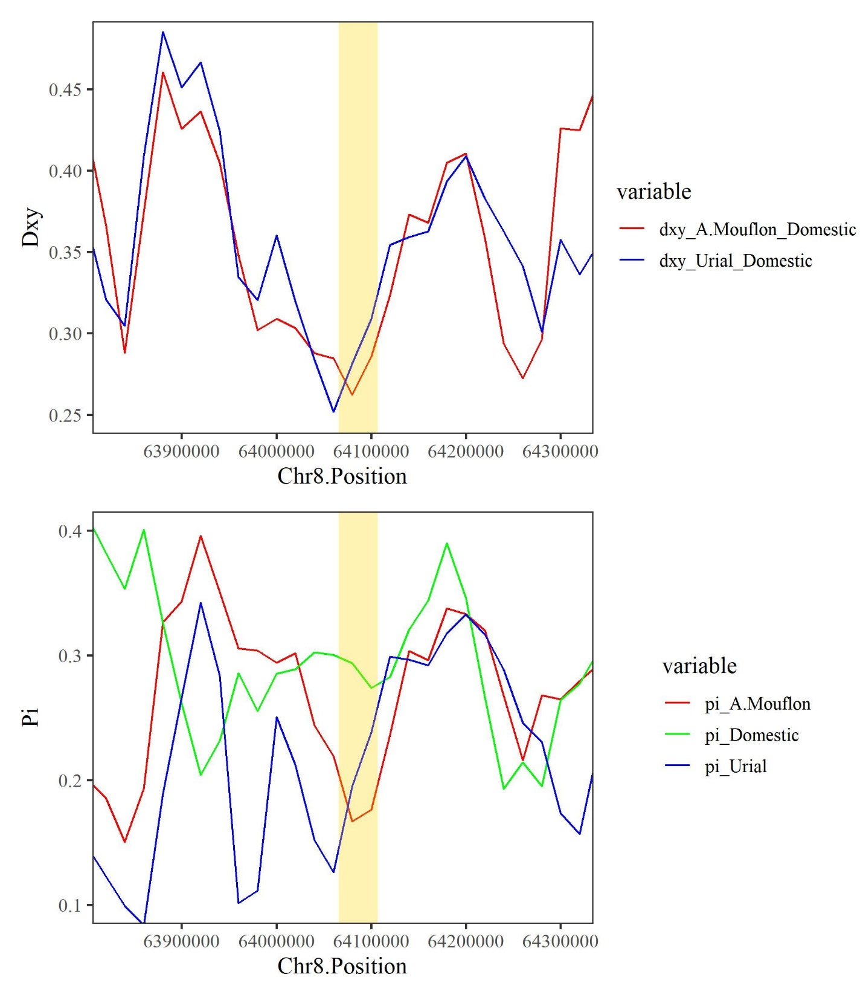 0.45
0.40
0.35
0.30
0.25
Dxy
63900000 64000000 64100000 64200000 64300000
Chr8.Position
variable
dxy_A.Mouflon_Domestic
dxy_Urial_Domestic
0.4
0.3
0.2
0.1
Pi
63900000 64000000 64100000 64200000 64300000
Chr8.Position
variable
pi_A.Mouflon
pi_Domestic
pi_Urial